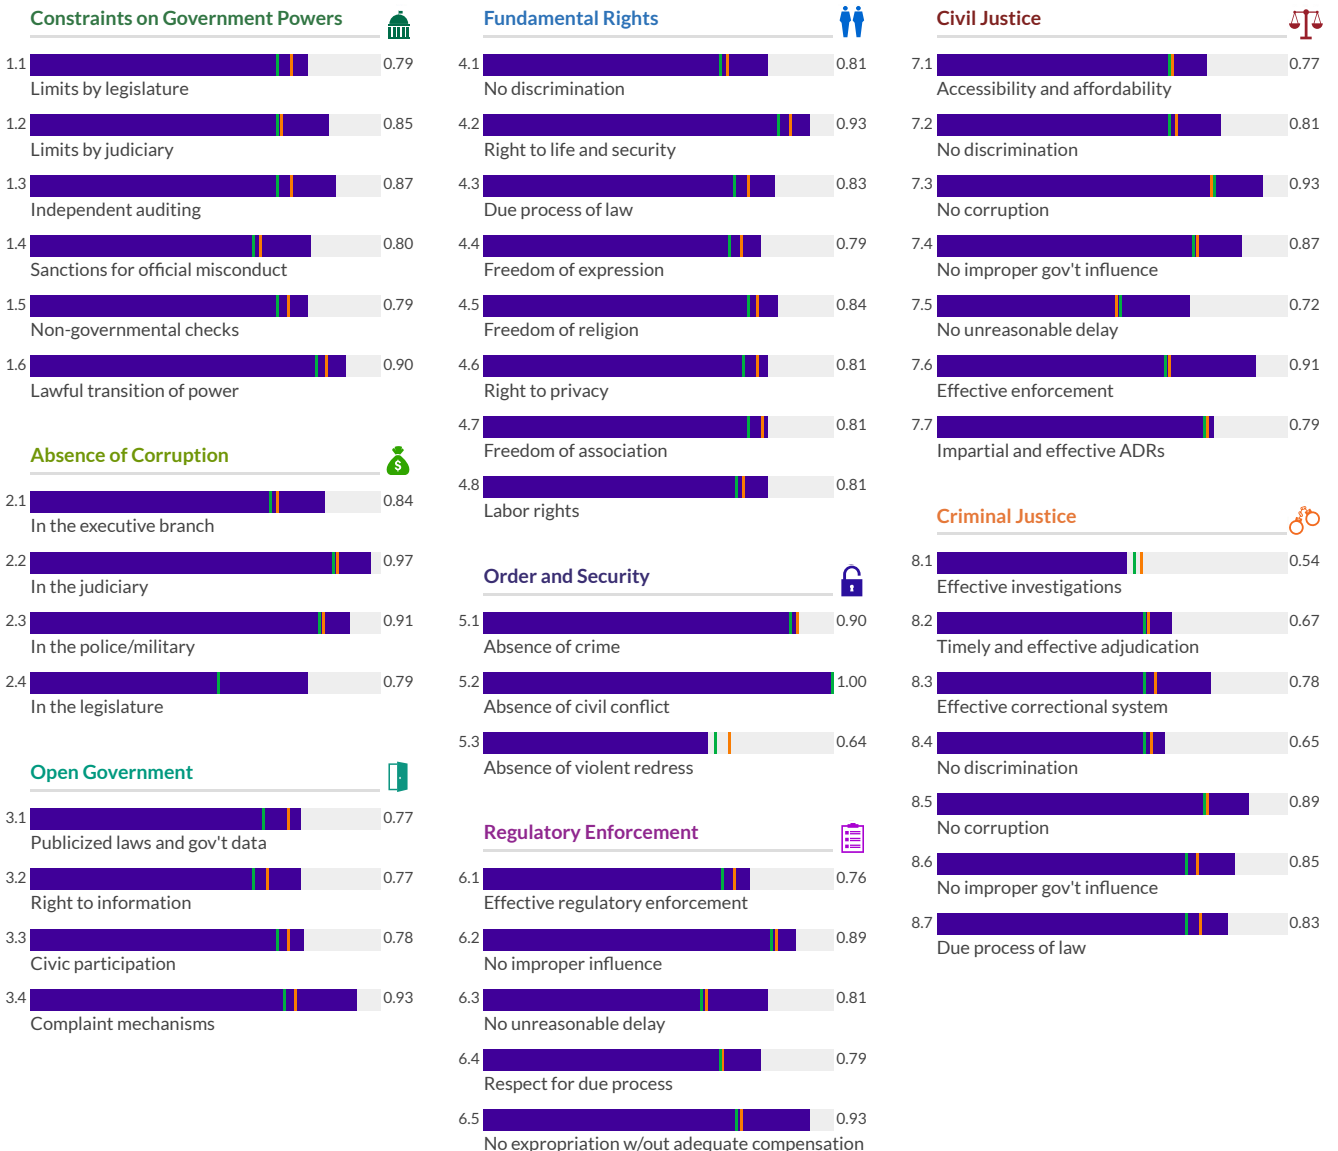 Constraints on Government Powers
1.1 0.79
Limits by legislature
1.2 0.85
Limits by judiciary
1.3 0.87
Independent auditing
1.4 0.80
Sanctions for official misconduct
1.5 0.79
Non-governmental checks
1.6 0.90
Lawful transition of power
Absence of Corruption
$
2.1 0.84
In the executive branch
2.2 0.97
In the judiciary
2.3 0.91
In the police/military
2.4 0.79
In the legislature
Open Government
3.1 0.77
Publicized laws and gov't data
3.2 0.77
Right to information
3.3 0.78
Civic participation
3.4 0.93
Complaint mechanisms
Fundamental Rights
4.1 0.81
No discrimination
4.2 0.93
Right to life and security
4.3 0.83
Due process of law
4.4 0.79
Freedom of expression
4.5 0.84
Freedom of religion
4.6 0.81
Right to privacy
4.7 0.81
Freedom of association
4.8 0.81
Labor rights
Order and Security
5.1 0.90
Absence of crime
5.2 1.00
Absence of civil conflict
5.3 0.64
Absence of violent redress
Regulatory Enforcement
6.1 0.76
Effective regulatory enforcement
6.2 0.89
No improper influence
6.3 0.81
No unreasonable delay
6.4 0.79
Respect for due process
6.5 0.93
No expropriation w/out adequate compensation
Civil Justice
7.1 0.77
Accessibility and affordability
7.2 0.81
No discrimination
7.3 0.93
No corruption
7.4 0.87
No improper gov't influence
7.5 0.72
No unreasonable delay
7.6 0.91
Effective enforcement
7.7 0.79
Impartial and effective ADRs
Criminal Justice
8.1 0.54
Effective investigations
8.2 0.67
Timely and effective adjudication
8.3 0.78
Effective correctional system
8.4 0.65
No discrimination
8.5 0.89
No corruption
8.6 0.85
No improper gov't influence
8.7 0.83
Due process of law